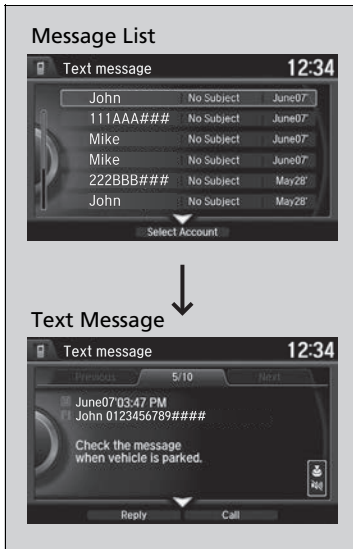 Message List
Text message 12:34
John No Subject June07'
111AAA### No Subject June07'
Mike No Subject June07'
Mike No Subject June07'
222BBB### No Subject May28'
John No Subject May28'
Select Account
Text Message
Text message 12:34
Previous 5/10 Next
June07'03:47 PM
John 0123456789####
Check the message
when vehicle is parked.
Reply Call